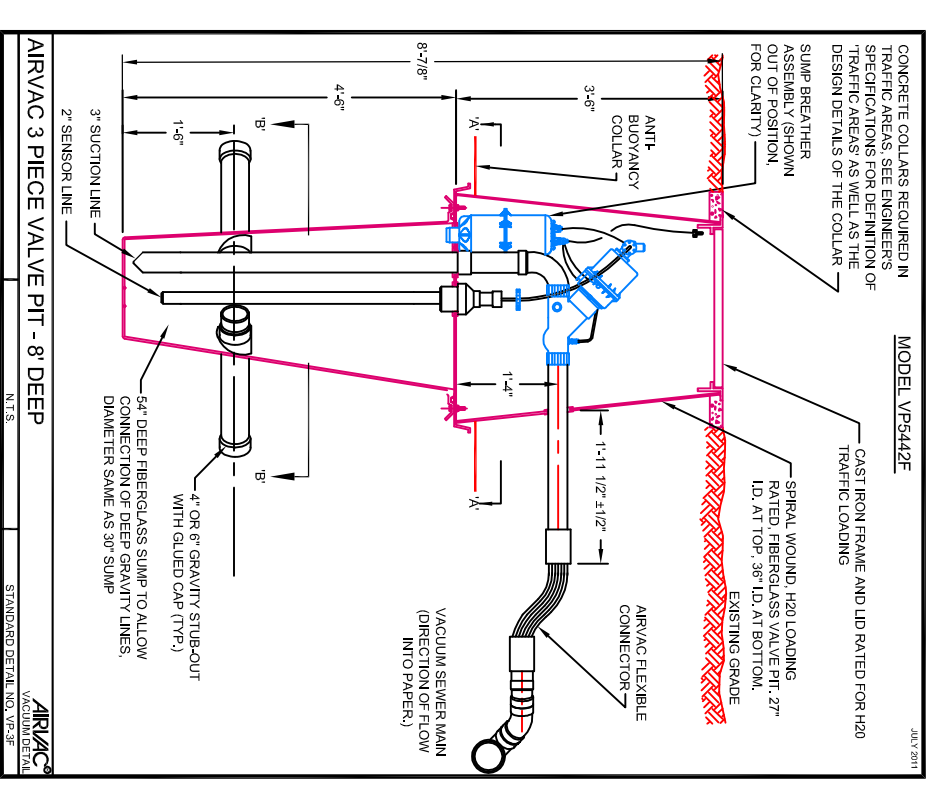 JULY 2011
MODEL VP5442F
CONCRETE COLLARS REQUIRED IN
TRAFFIC AREAS, SEE ENGINEER'S
SPECIFICATIONS FOR DEFINITION OF
'TRAFFIC AREAS' AS WELL AS THE
DESIGN DETAILS OF THE COLLAR
CAST IRON FRAME AND LID RATED FOR H20
TRAFFIC LOADING
SUMP BREATHER
ASSEMBLY (SHOWN
OUT OF POSITION,
FOR CLARITY)
SPIRAL WOUND, H20 LOADING
RATED, FIBERGLASS VALVE PIT. 27"
I.D. AT TOP, 36" I.D. AT BOTTOM.
EXISTING GRADE
8'-7/8"
3'-6"
4'-6"
1'-6"
ANTI-
BUOYANCY
COLLAR
'A'
'A'
1'-4"
1'-11 1/2" ±1/2"
AIRVAC FLEXIBLE
CONNECTOR
VACUUM SEWER MAIN
(DIRECTION OF FLOW
INTO PAPER.)
'B'
'B'
3" SUCTION LINE
2" SENSOR LINE
4" OR 6" GRAVITY STUB-OUT
WITH GLUED CAP (TYP.)
54" DEEP FIBERGLASS SUMP TO ALLOW
CONNECTION OF DEEP GRAVITY LINES,
DIAMETER SAME AS 30" SUMP
AIRVAC 3 PIECE VALVE PIT - 8' DEEP
AIRVAC
VACUUM DETAIL
N.T.S.
STANDARD DETAIL NO. VP-3F